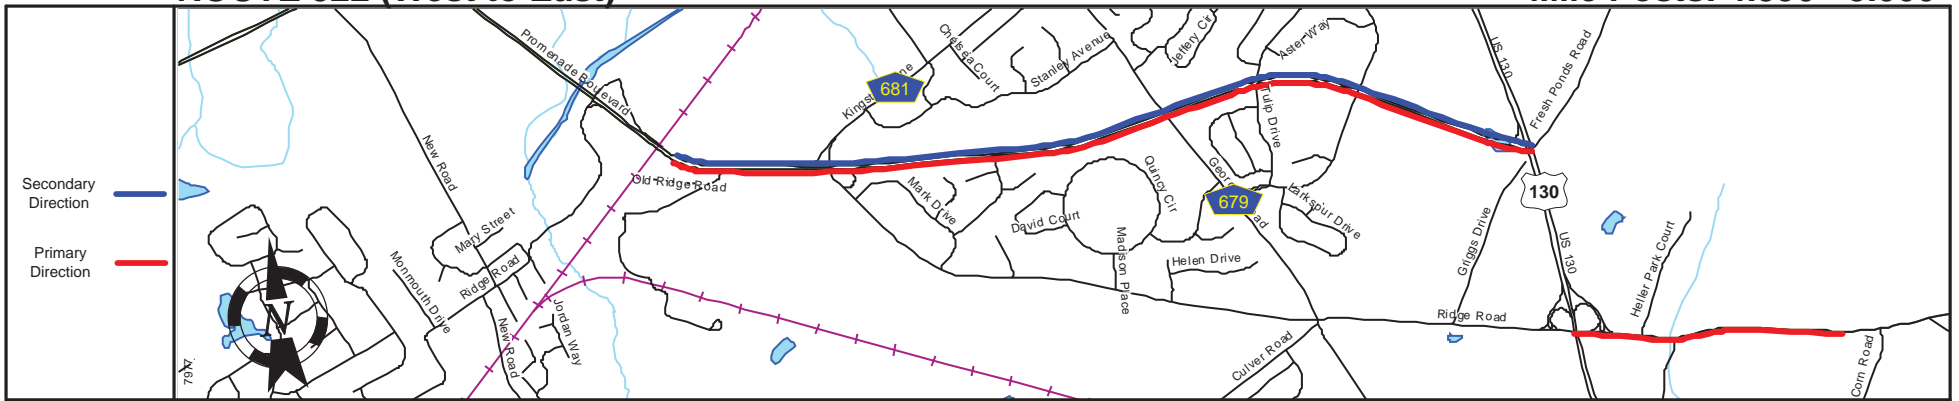 Secondary
Direction
Primary
Direction
Promenade Boulevard
New Road
Old Ridge Road
Mary Street
Ridge Road
Monmouth Drive
New Road
Jordan Way
N
681
Chelsea Court
Stanley Avenue
Jeffery Cir
Aster Way
Tulip Drive
US 130
Fresh Ponds Road
Mark Drive
David Court
Quincy Cir
Madison Place
Helen Drive
679
Larkspur Drive
130
US 130
Griggs Drive
Heller Park Court
Ridge Road
Culver Road
Corn Road